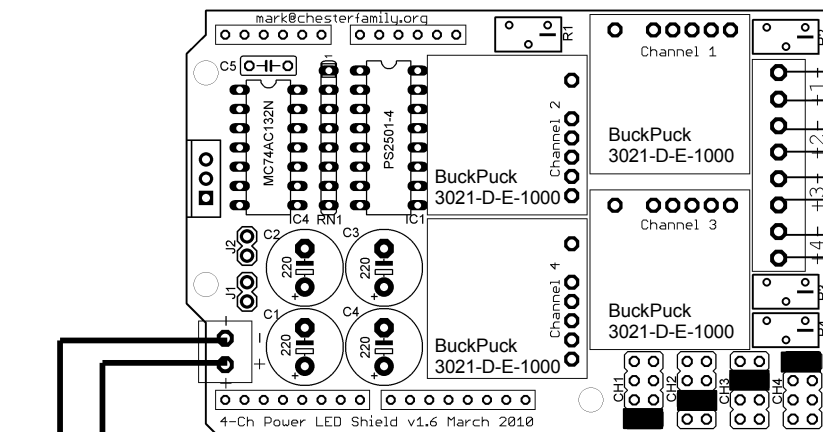 mark@chesterfamily.org
R1
Channel 1
C5
MC74AC132N
PS2501-4
Channel 2
BuckPuck
3021-D-E-1000
BuckPuck
3021-D-E-1000
IC4 RN1
IC1
Channel 3
J2
C2
C3
220
220
J1
Channel 4
C1
C4
220
220
BuckPuck
3021-D-E-1000
BuckPuck
3021-D-E-1000
CH1
CH2
CH3
CH4
4-Ch Power LED Shield v1.6 March 2010